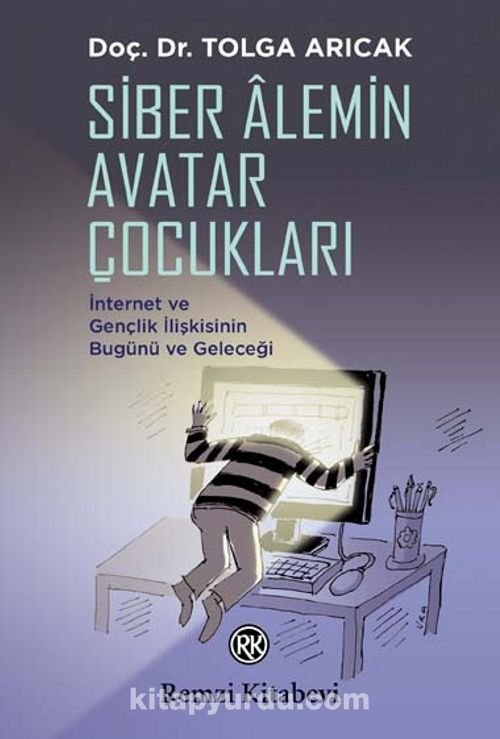 Doç. Dr. TOLGA ARICAK
SİBER ÂLEMİN
AVATAR
ÇOCUKLARI
İnternet ve
Gençlik İlişkisinin
Bugünü ve Geleceği
RK
Remzi Kitabevi
kitapyurdu.com